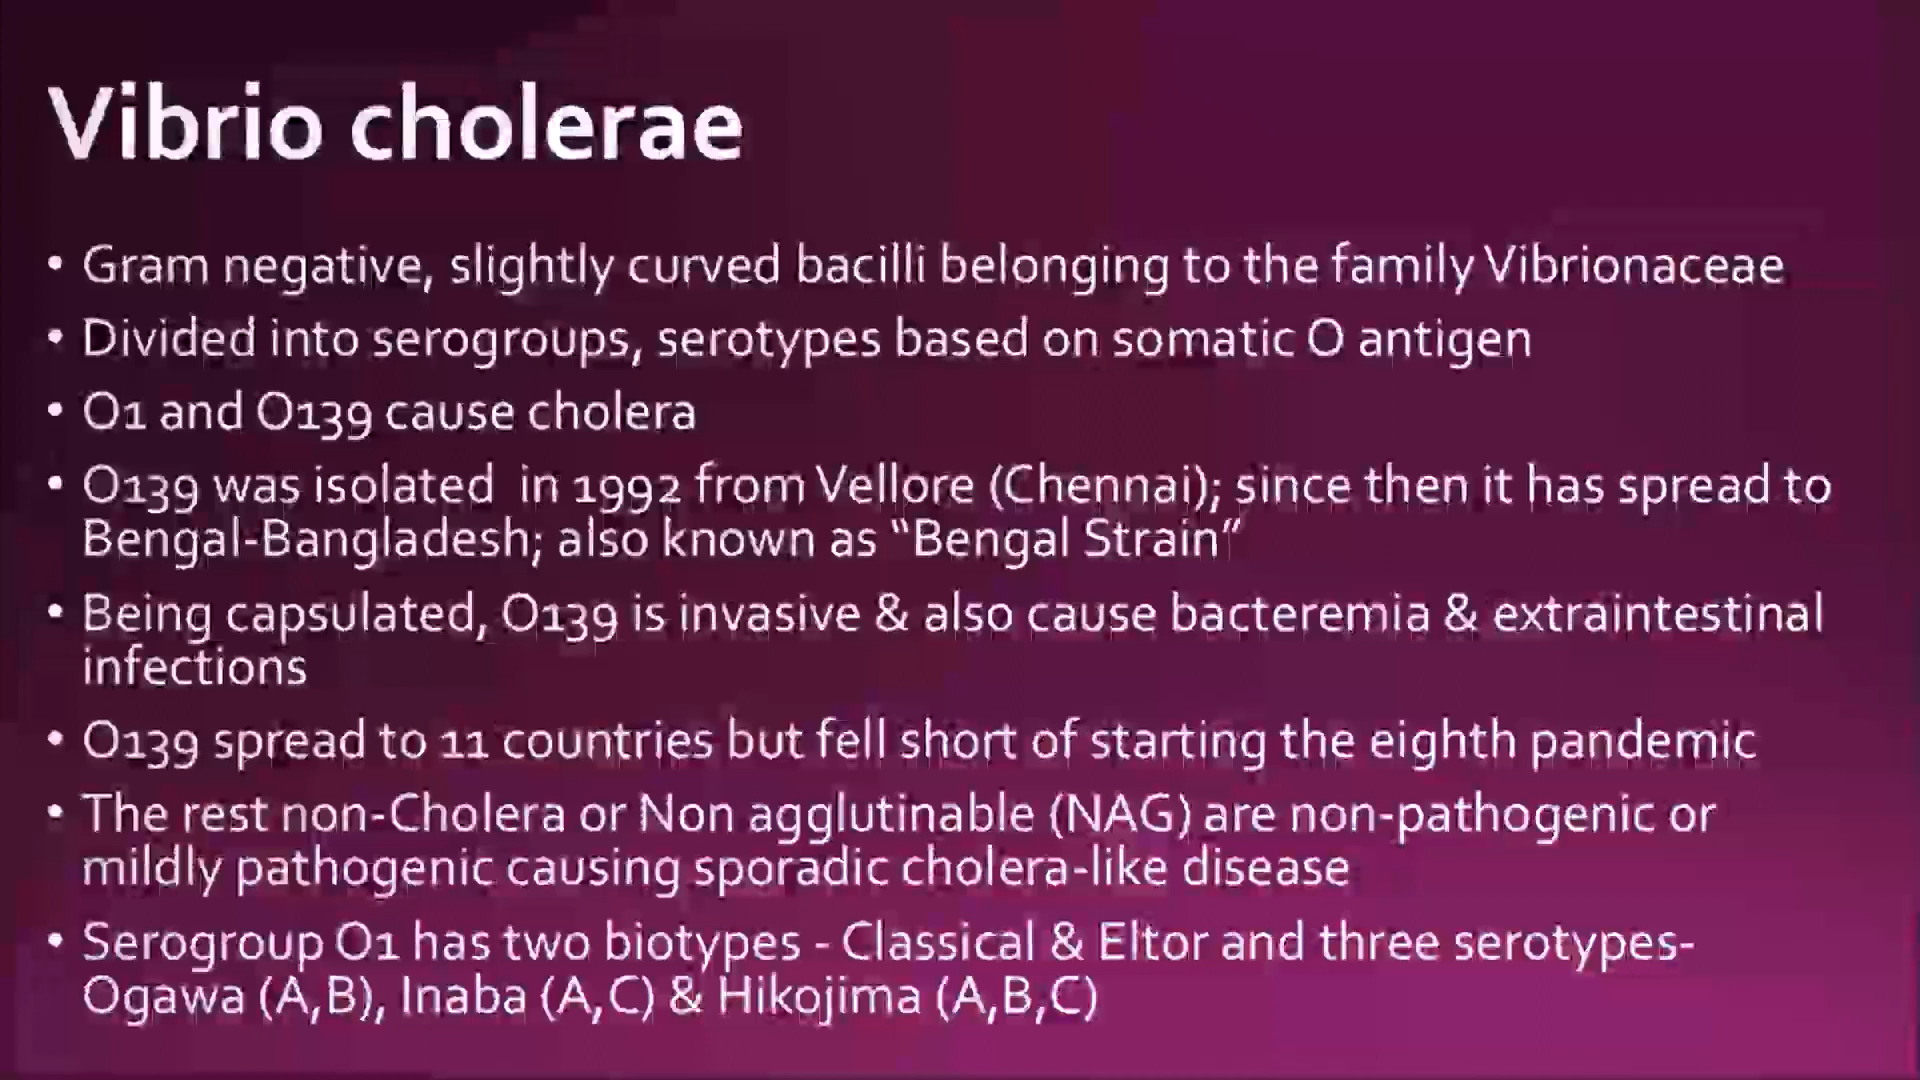 Vibrio cholerae
• Gram negative, slightly curved bacilli belonging to the family Vibrionaceae
• Divided into serogroups, serotypes based on somatic O antigen
• O1 and O139 cause cholera
• O139 was isolated  in 1992 from Vellore (Chennai); since then it has spread to
Bengal-Bangladesh; also known as “Bengal Strain”
• Being capsulated, O139 is invasive & also cause bacteremia & extraintestinal
infections
• O139 spread to 11 countries but fell short of starting the eighth pandemic
• The rest non-Cholera or Non agglutinable (NAG) are non-pathogenic or
mildly pathogenic causing sporadic cholera-like disease
• Serogroup O1 has two biotypes - Classical & Eltor and three serotypes-
Ogawa (A,B), Inaba (A,C) & Hikojima (A,B,C)